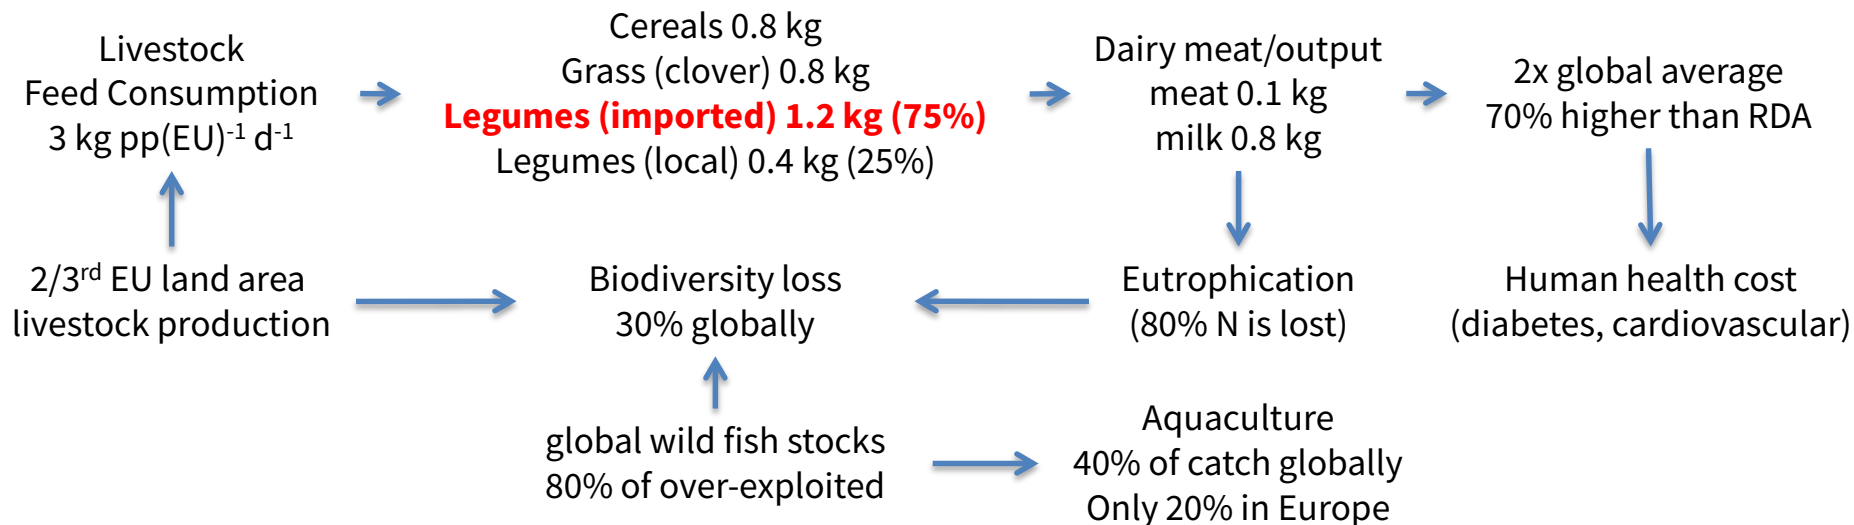 Livestock
Feed Consumption
3 kg pp(EU)⁻¹ d⁻¹
Cereals 0.8 kg
Grass (clover) 0.8 kg
Legumes (imported) 1.2 kg (75%)
Legumes (local) 0.4 kg (25%)
Dairy meat/output
meat 0.1 kg
milk 0.8 kg
2x global average
70% higher than RDA
2/3ʳᵈ EU land area
livestock production
Biodiversity loss
30% globally
Eutrophication
(80% N is lost)
Human health cost
(diabetes, cardiovascular)
global wild fish stocks
80% of over-exploited
Aquaculture
40% of catch globally
Only 20% in Europe